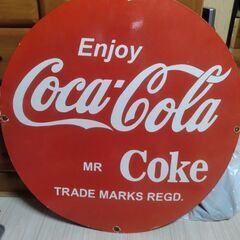 Enjoy
Coca-Cola
MR Coke
TRADE MARKS REGD.